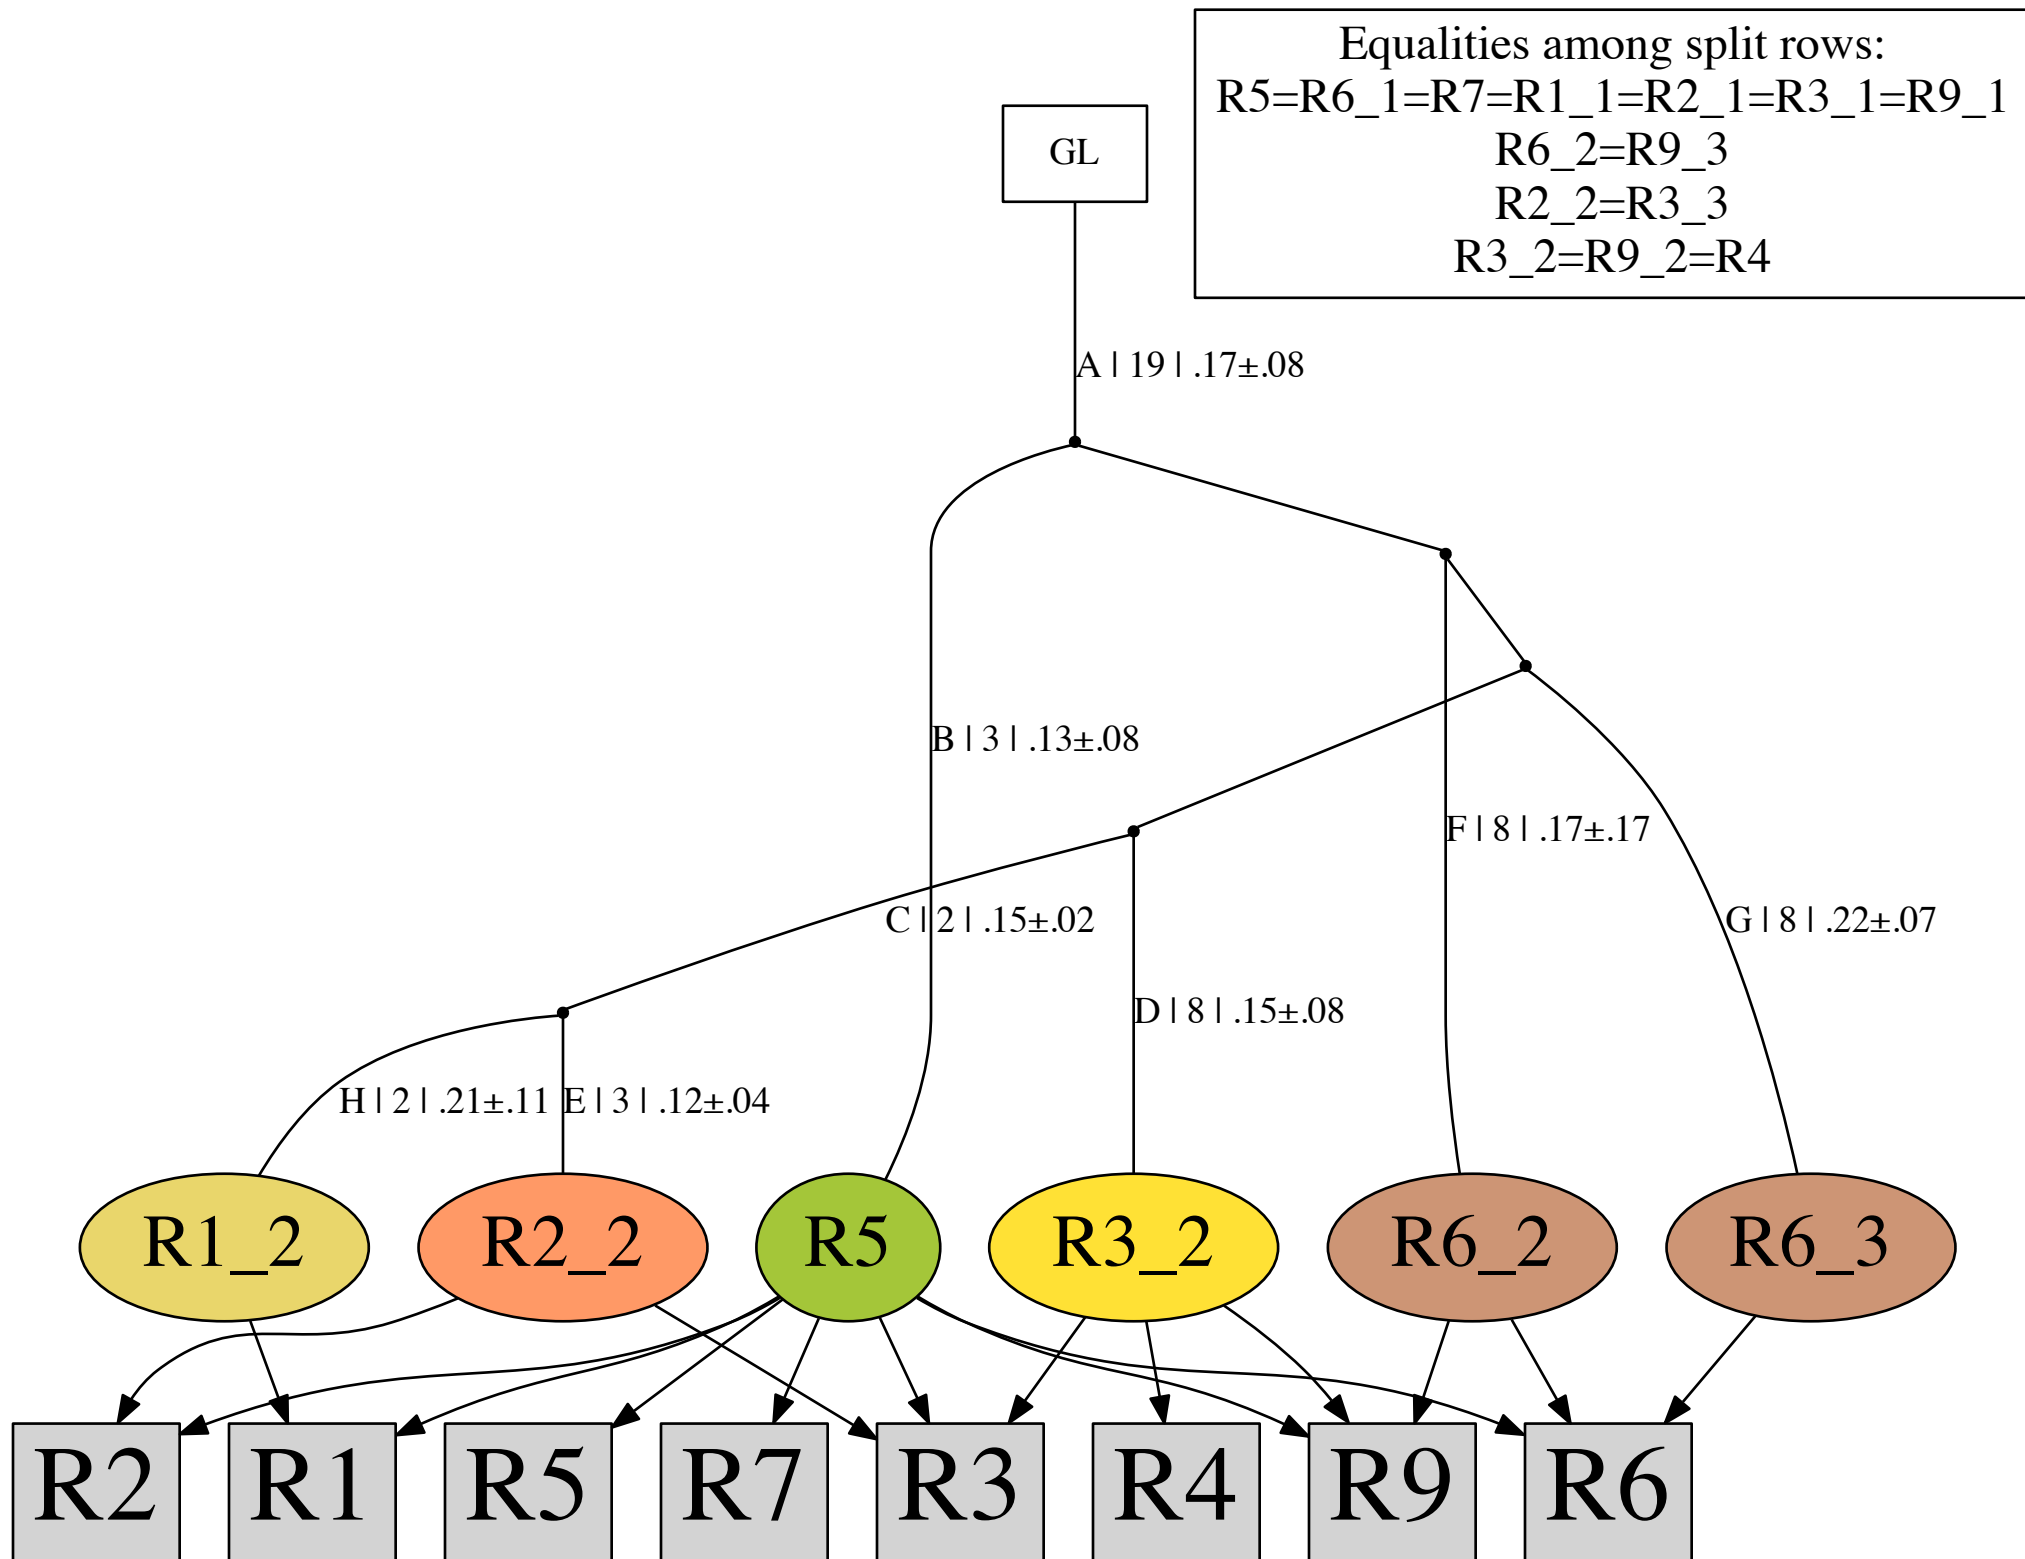 Equalities among split rows:
R5=R6_1=R7=R1_1=R2_1=R3_1=R9_1
R6_2=R9_3
R2_2=R3_3
R3_2=R9_2=R4
GL
A | 19 | .17±.08
B | 3 | .13±.08
F | 8 | .17±.17
C | 2 | .15±.02
G | 8 | .22±.07
D | 8 | .15±.08
H | 2 | .21±.11
E | 3 | .12±.04
R1_2
R2_2
R5
R3_2
R6_2
R6_3
R2
R1
R5
R7
R3
R4
R9
R6